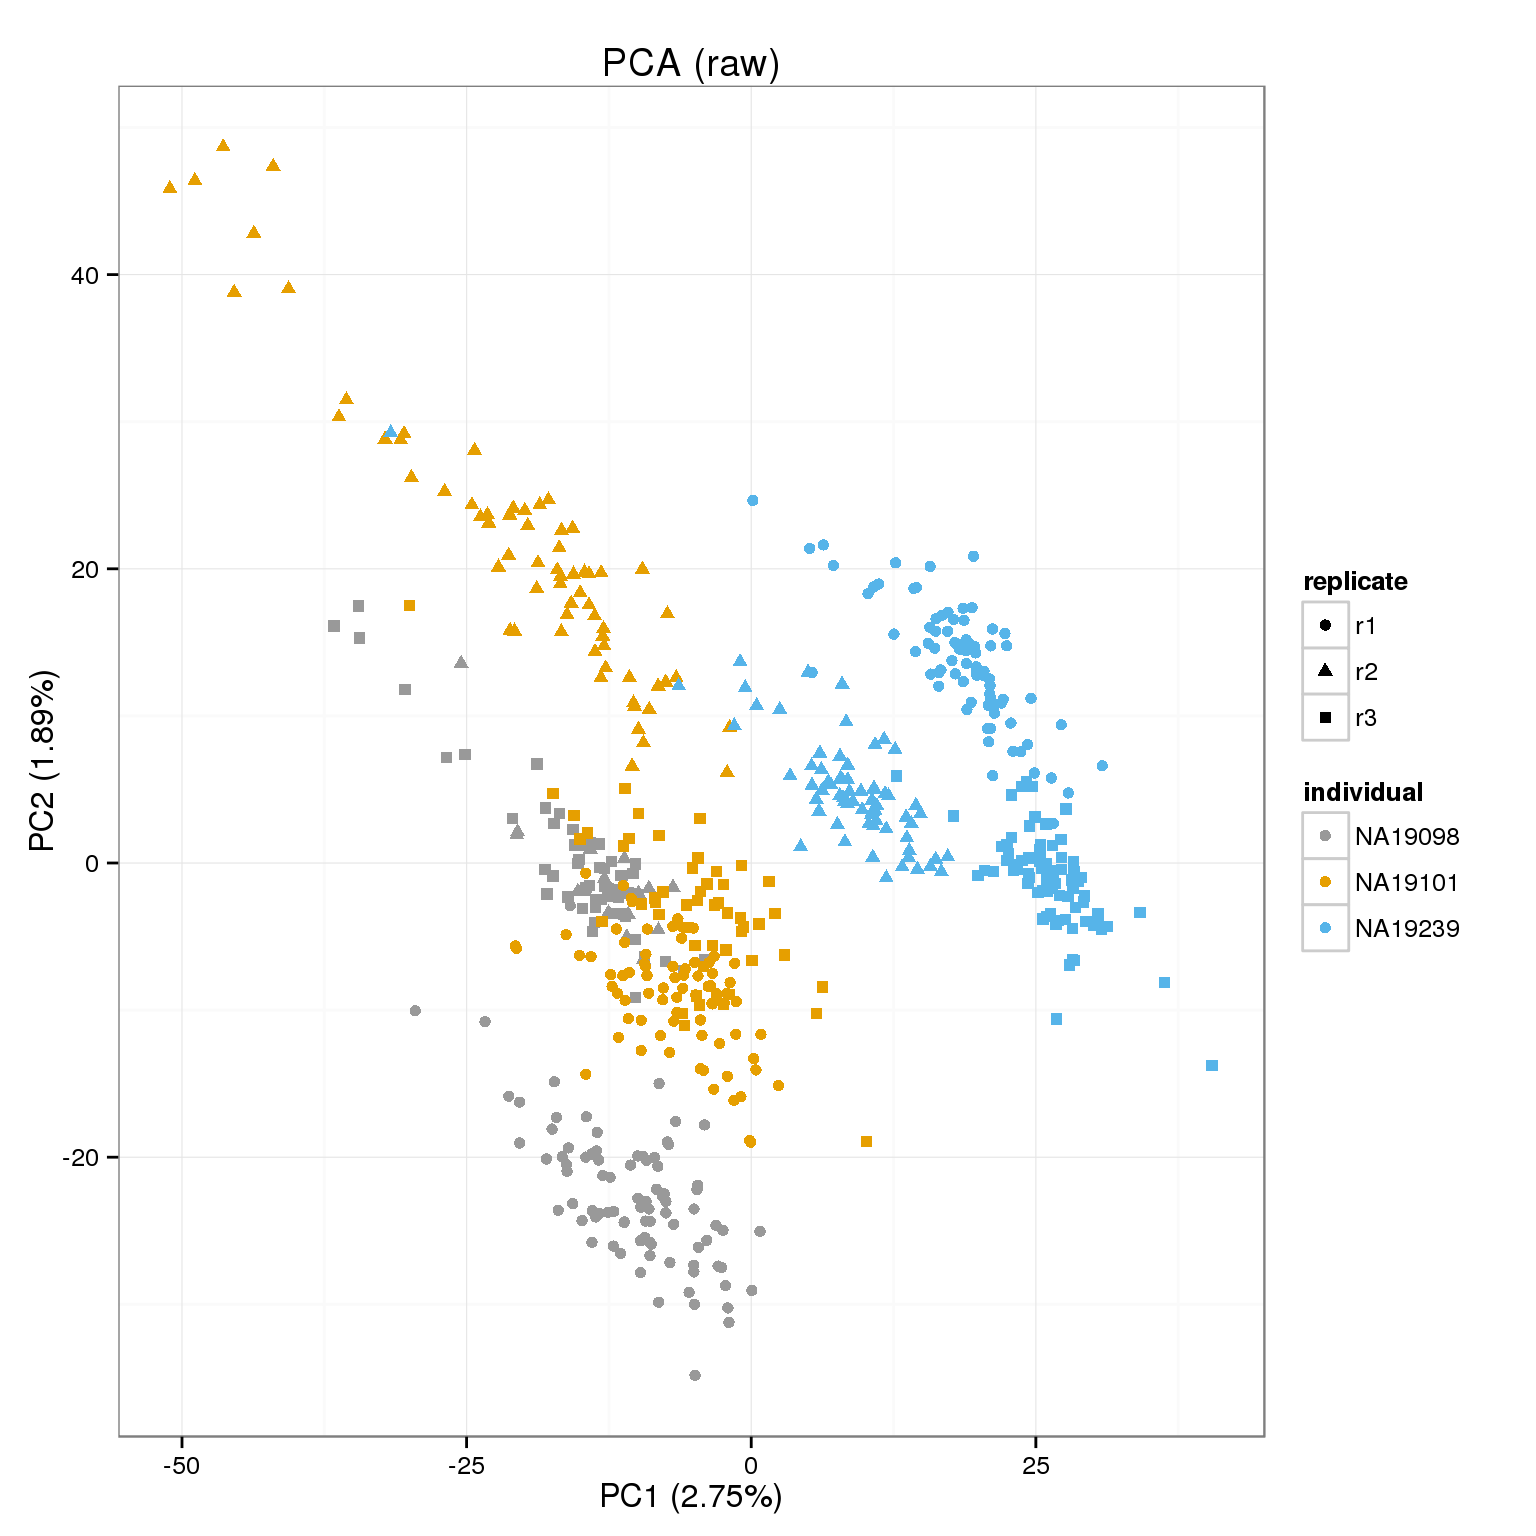 PCA (raw)
40
20
0
-20
PC2 (1.89%)
-50
-25
0
25
PC1 (2.75%)
replicate
r1
r2
r3
individual
NA19098
NA19101
NA19239